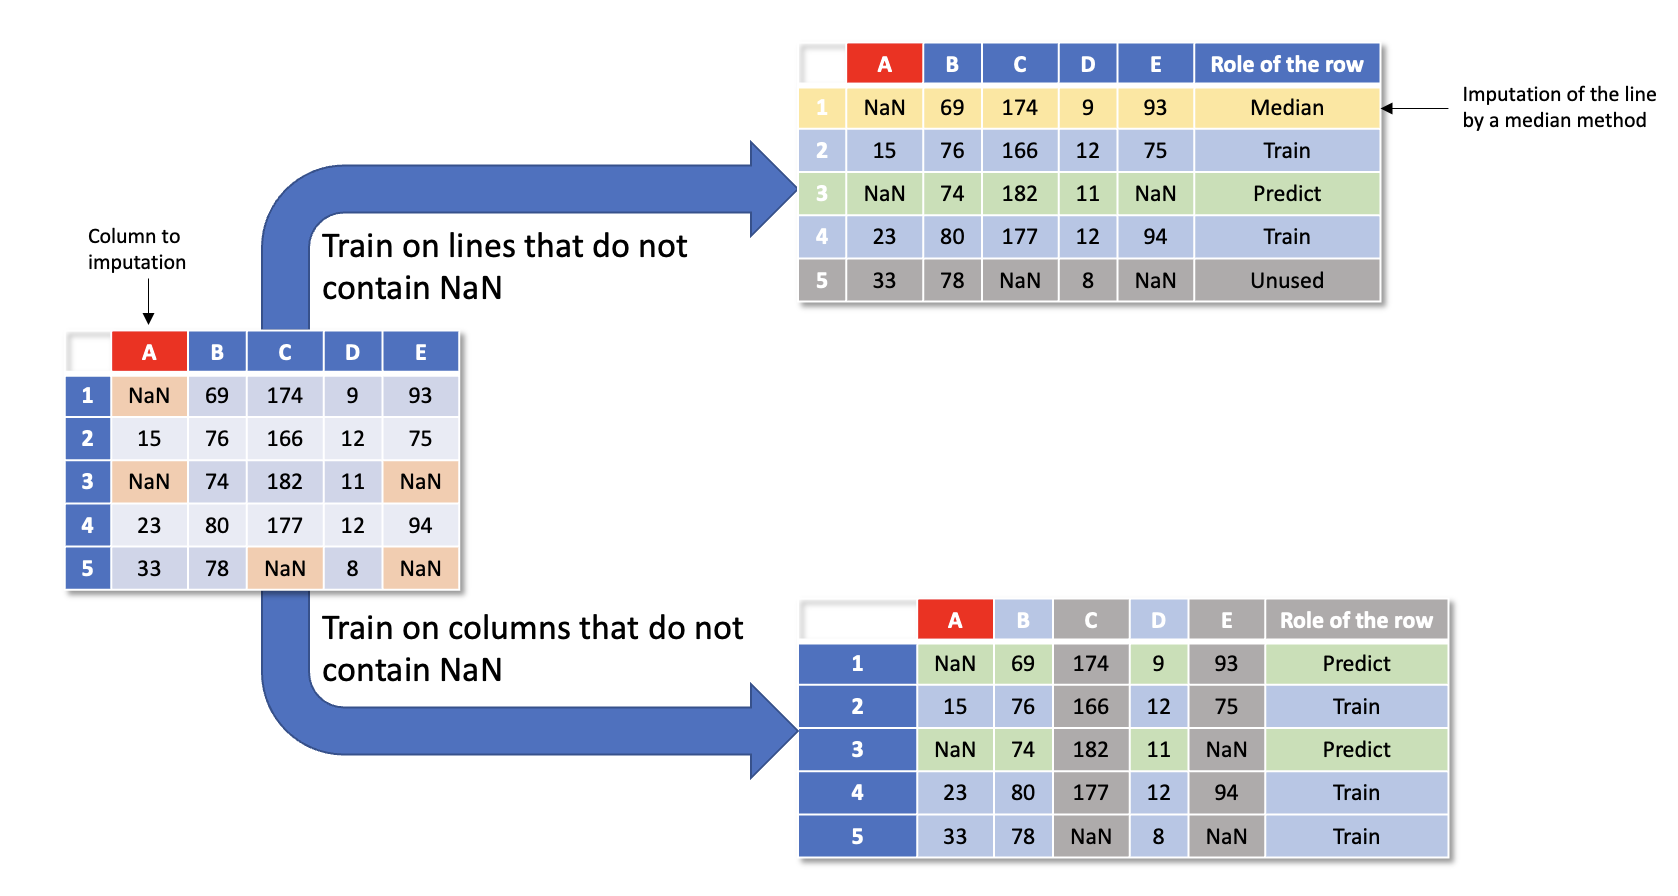 A B C D E Role of the row
1 NaN 69 174 9 93 Median
2 15 76 166 12 75 Train
3 NaN 74 182 11 NaN Predict
4 23 80 177 12 94 Train
5 33 78 NaN 8 NaN Unused
Imputation of the line
by a median method
Train on lines that do not
contain NaN
Column to
imputation
A B C D E
1 NaN 69 174 9 93
2 15 76 166 12 75
3 NaN 74 182 11 NaN
4 23 80 177 12 94
5 33 78 NaN 8 NaN
Train on columns that do not
contain NaN
A B C D E Role of the row
1 NaN 69 174 9 93 Predict
2 15 76 166 12 75 Train
3 NaN 74 182 11 NaN Predict
4 23 80 177 12 94 Train
5 33 78 NaN 8 NaN Train